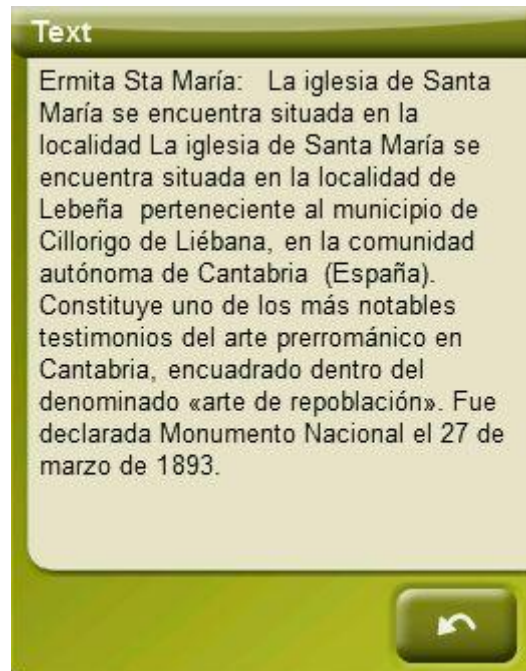 Text
Ermita Sta María:   La iglesia de Santa
María se encuentra situada en la
localidad La iglesia de Santa María se
encuentra situada en la localidad de
Lebeña  perteneciente al municipio de
Cillorigo de Liébana, en la comunidad
autónoma de Cantabria  (España).
Constituye uno de los más notables
testimonios del arte prerrománico en
Cantabria, encuadrado dentro del
denominado «arte de repoblación». Fue
declarada Monumento Nacional el 27 de
marzo de 1893.